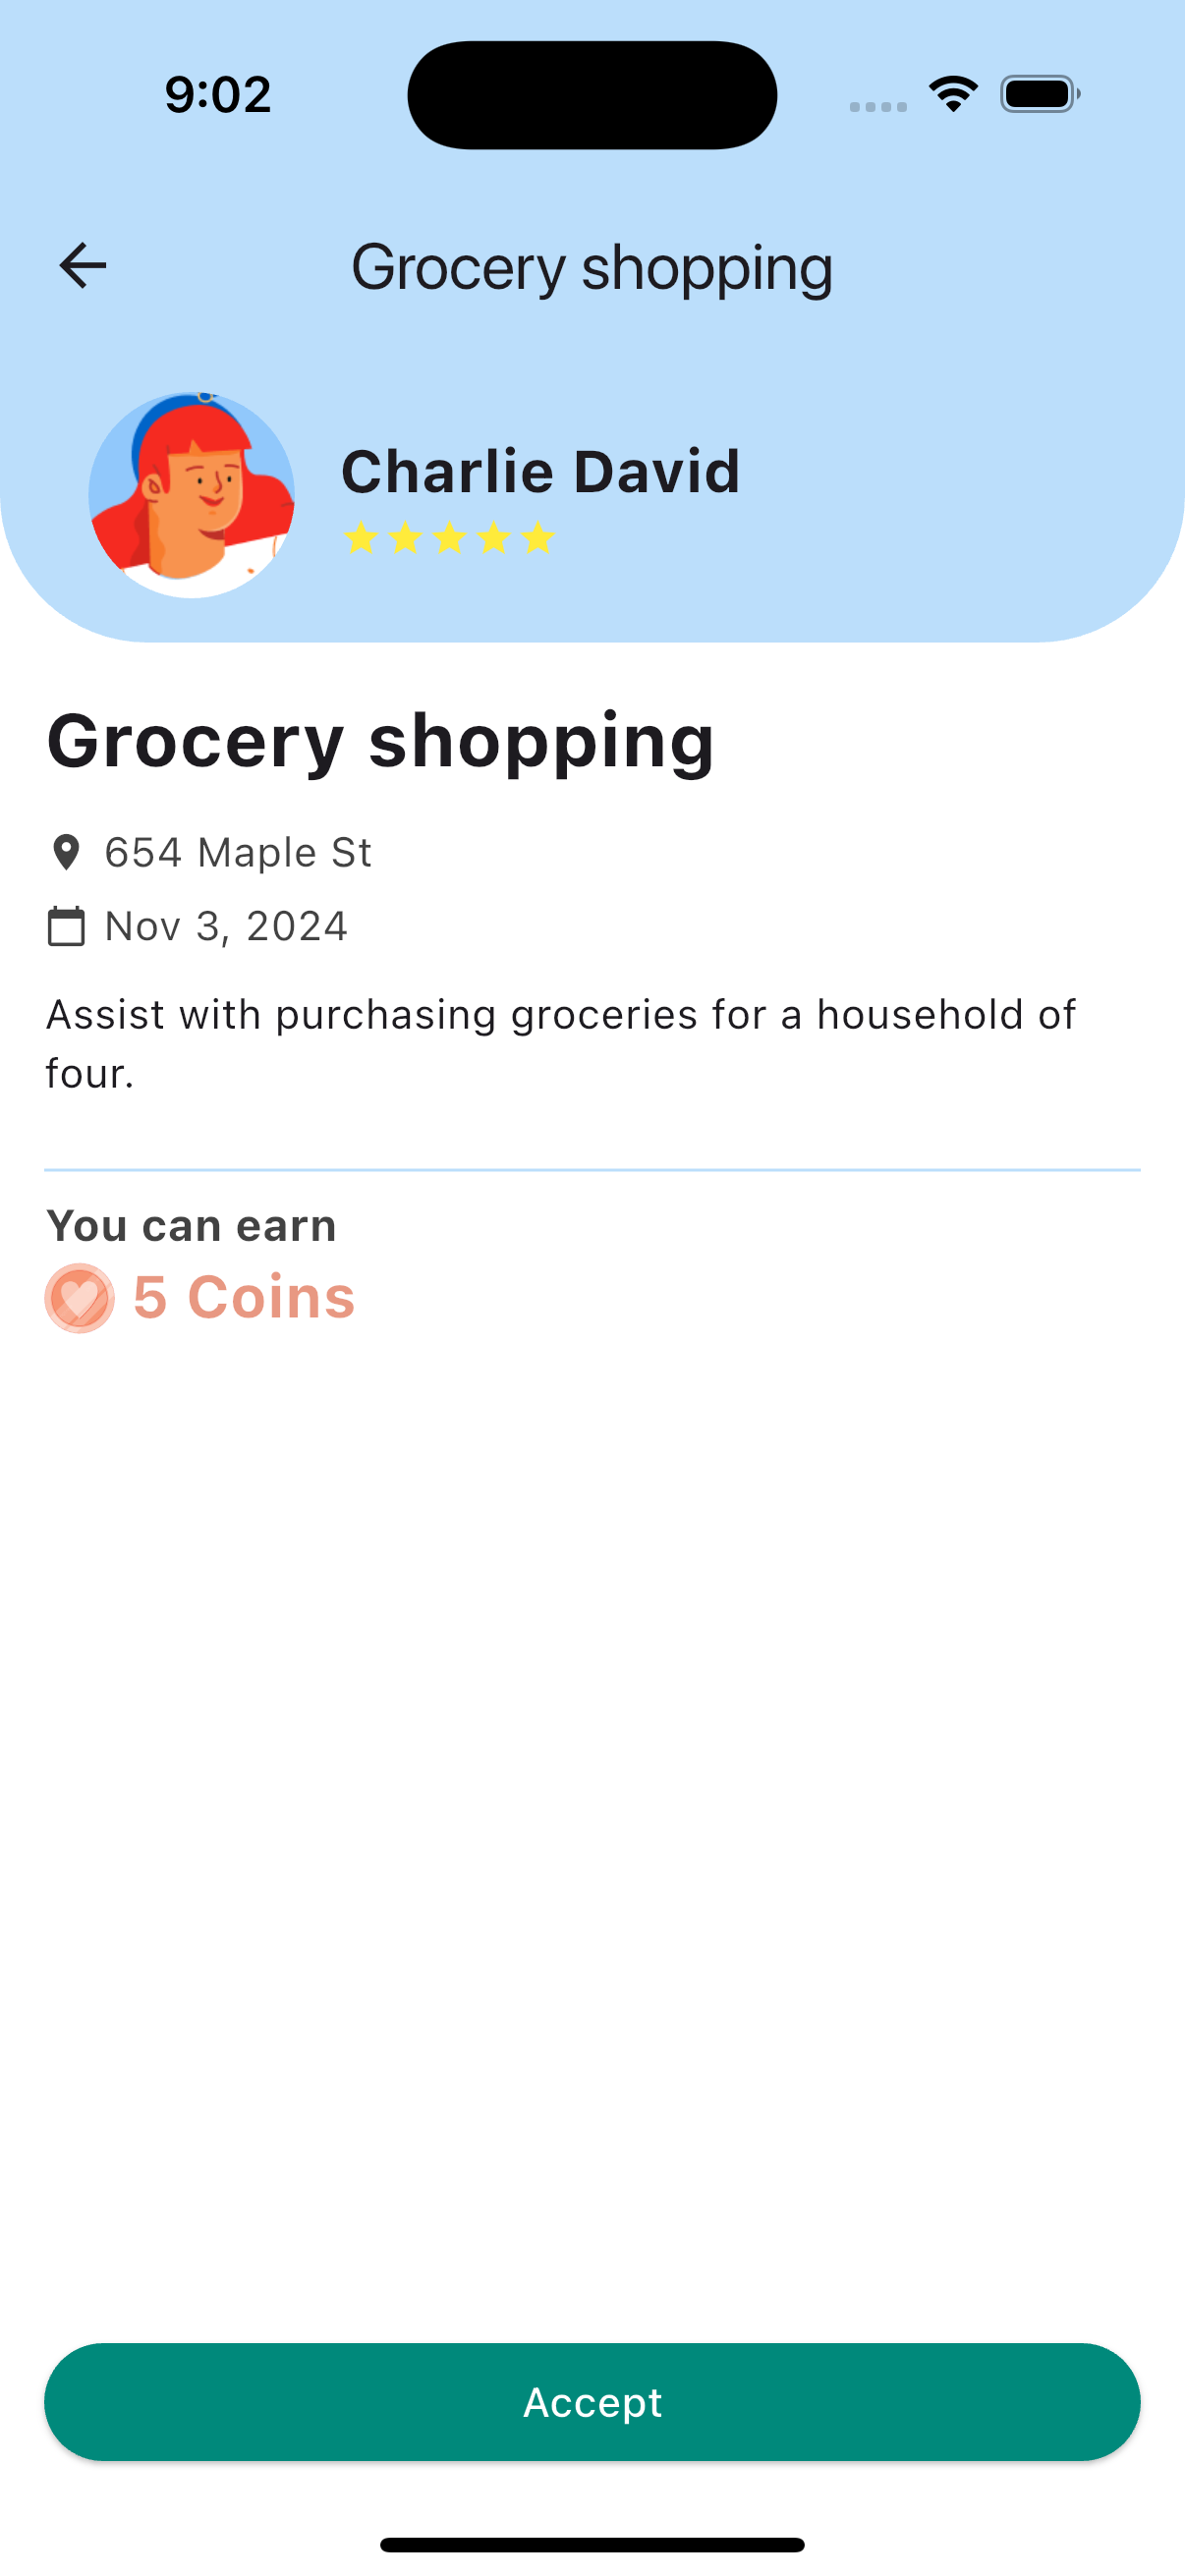 9:02
Grocery shopping
Charlie David
Grocery shopping
654 Maple St
Nov 3, 2024
Assist with purchasing groceries for a household of
four.
You can earn
5 Coins
Accept